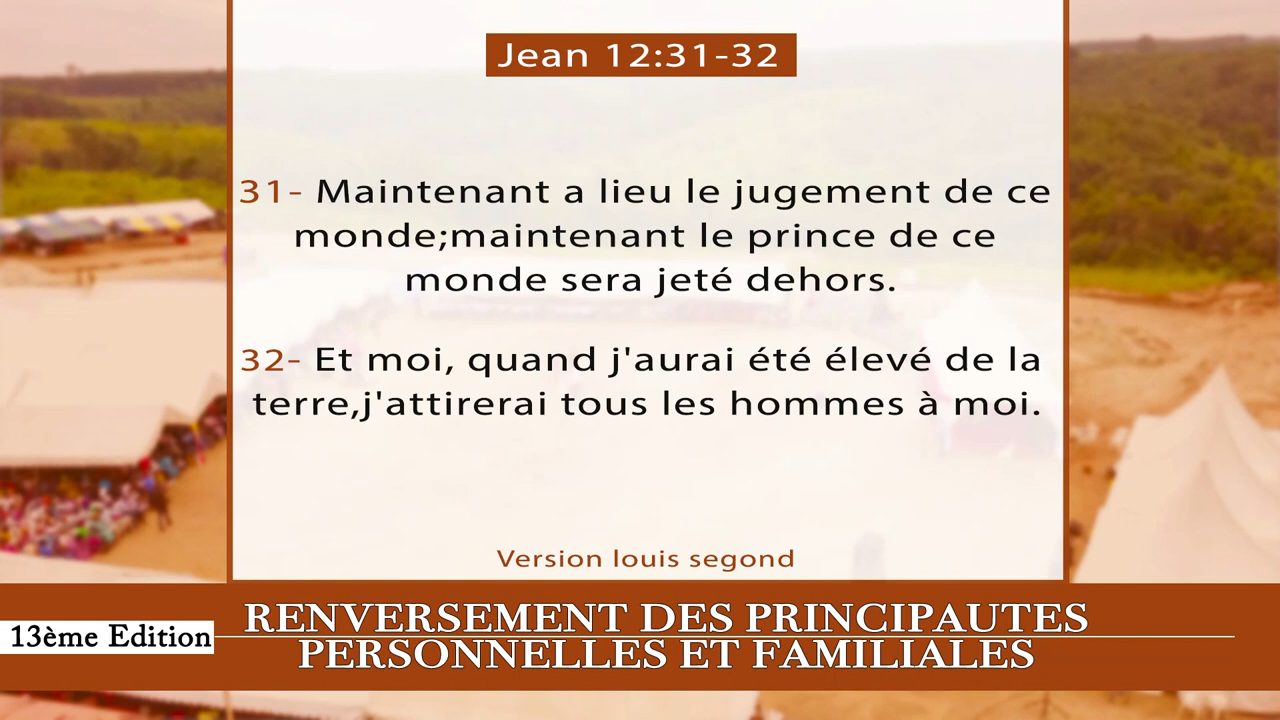 Jean 12:31-32
31- Maintenant a lieu le jugement de ce
monde;maintenant le prince de ce
monde sera jeté dehors.
32- Et moi, quand j'aurai été élevé de la
terre,j'attirerai tous les hommes à moi.
Version louis segond
13ème Edition
RENVERSEMENT DES PRINCIPAUTES
PERSONNELLES ET FAMILIALES